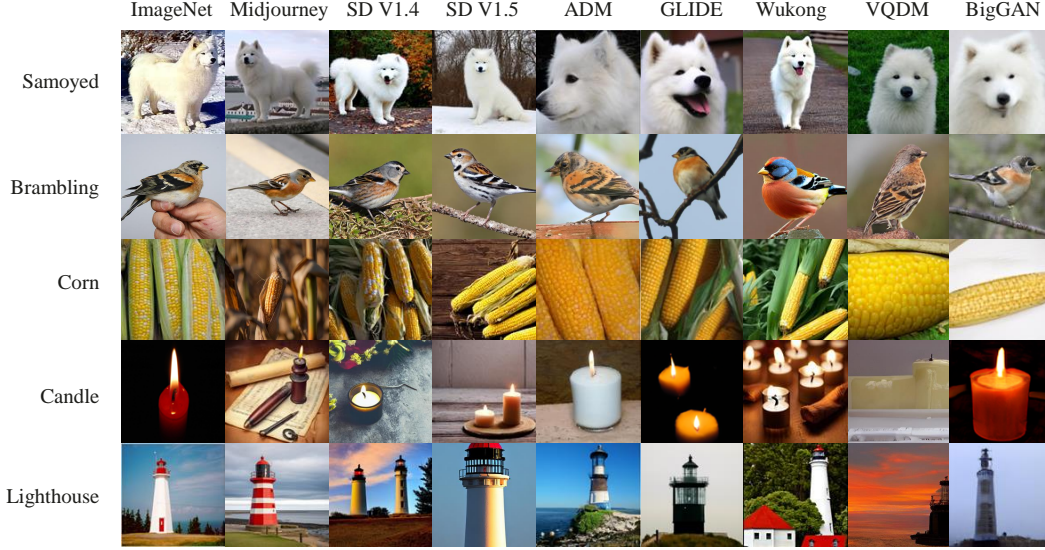 ImageNet Midjourney SD V1.4 SD V1.5 ADM GLIDE Wukong VQDM BigGAN
Samoyed
Brambling
Corn
Candle
Lighthouse